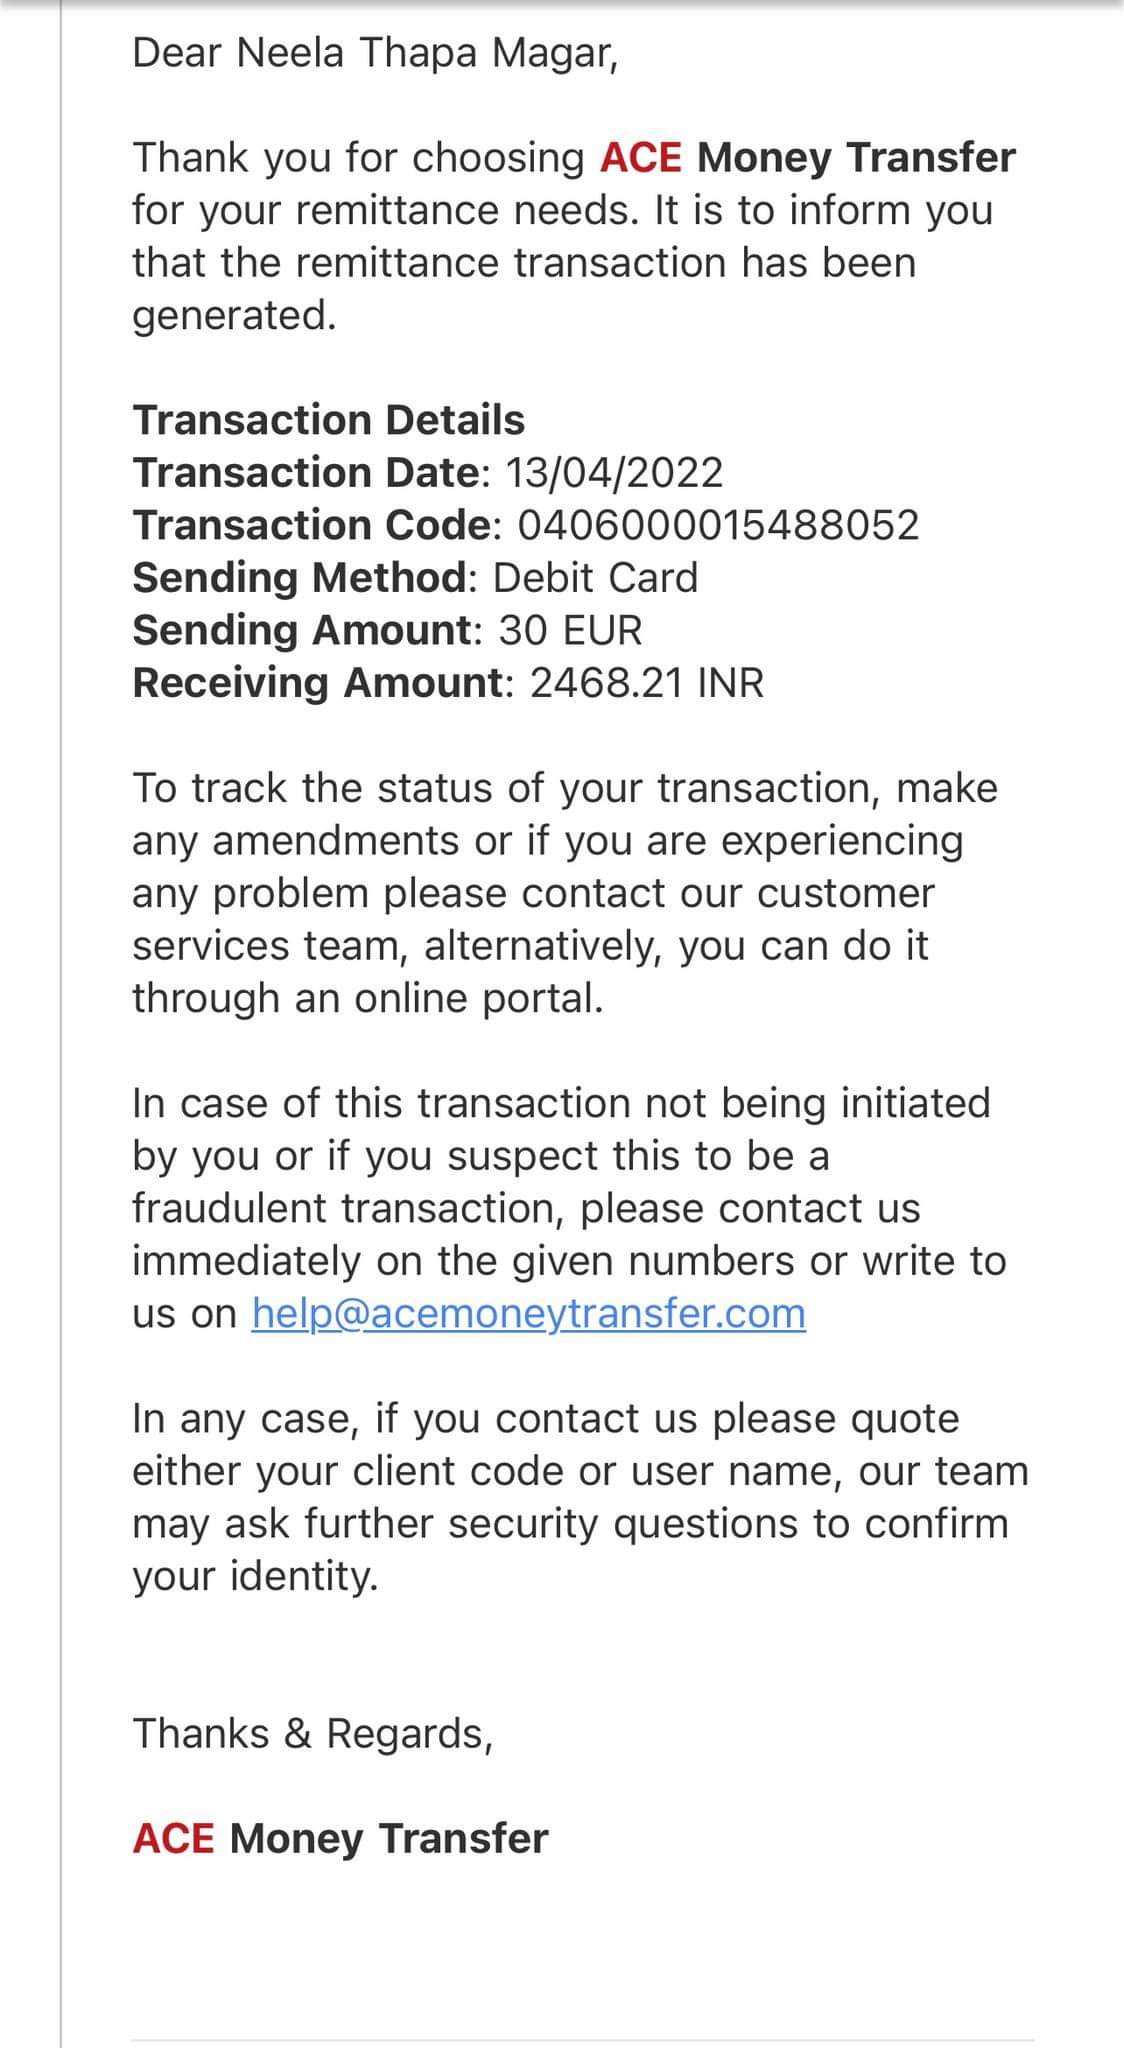 Dear Neela Thapa Magar,
Thank you for choosing ACE Money Transfer
for your remittance needs. It is to inform you
that the remittance transaction has been
generated.
Transaction Details
Transaction Date: 13/04/2022
Transaction Code: 0406000015488052
Sending Method: Debit Card
Sending Amount: 30 EUR
Receiving Amount: 2468.21 INR
To track the status of your transaction, make
any amendments or if you are experiencing
any problem please contact our customer
services team, alternatively, you can do it
through an online portal.
In case of this transaction not being initiated
by you or if you suspect this to be a
fraudulent transaction, please contact us
immediately on the given numbers or write to
us on help@acemoneytransfer.com
In any case, if you contact us please quote
either your client code or user name, our team
may ask further security questions to confirm
your identity.
Thanks & Regards,
ACE Money Transfer